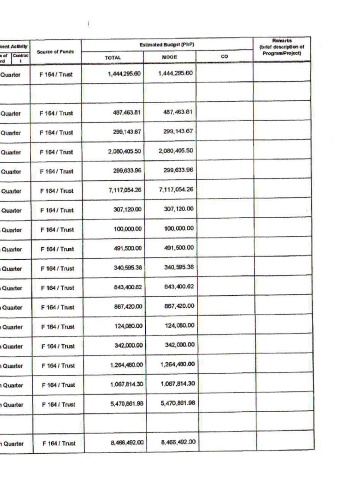 ment Activity Source of Funds Estimated Budget (PhP) Remarks (brief description of Program/Project)
Contract TOTAL MOOE CO
Quarter F 164 / Trust 1,444,295.60 1,444,295.60
Quarter F 164 / Trust 487,463.81 487,463.81
Quarter F 164 / Trust 299,143.67 299,143.67
Quarter F 164 / Trust 2,080,405.50 2,080,405.50
Quarter F 164 / Trust 299,633.96 299,633.96
Quarter F 164 / Trust 7,117,054.26 7,117,054.26
Quarter F 164 / Trust 307,120.00 307,120.00
Quarter F 164 / Trust 100,000.00 100,000.00
Quarter F 164 / Trust 491,500.00 491,500.00
Quarter F 164 / Trust 340,595.38 340,595.38
Quarter F 164 / Trust 843,400.62 843,400.62
Quarter F 164 / Trust 867,420.00 867,420.00
Quarter F 164 / Trust 124,080.00 124,080.00
Quarter F 164 / Trust 342,000.00 342,000.00
Quarter F 164 / Trust 1,264,460.00 1,264,460.00
Quarter F 164 / Trust 1,067,814.30 1,067,814.30
Quarter F 164 / Trust 5,470,801.98 5,470,801.98
Quarter F 164 / Trust 8,466,492.00 8,466,492.00